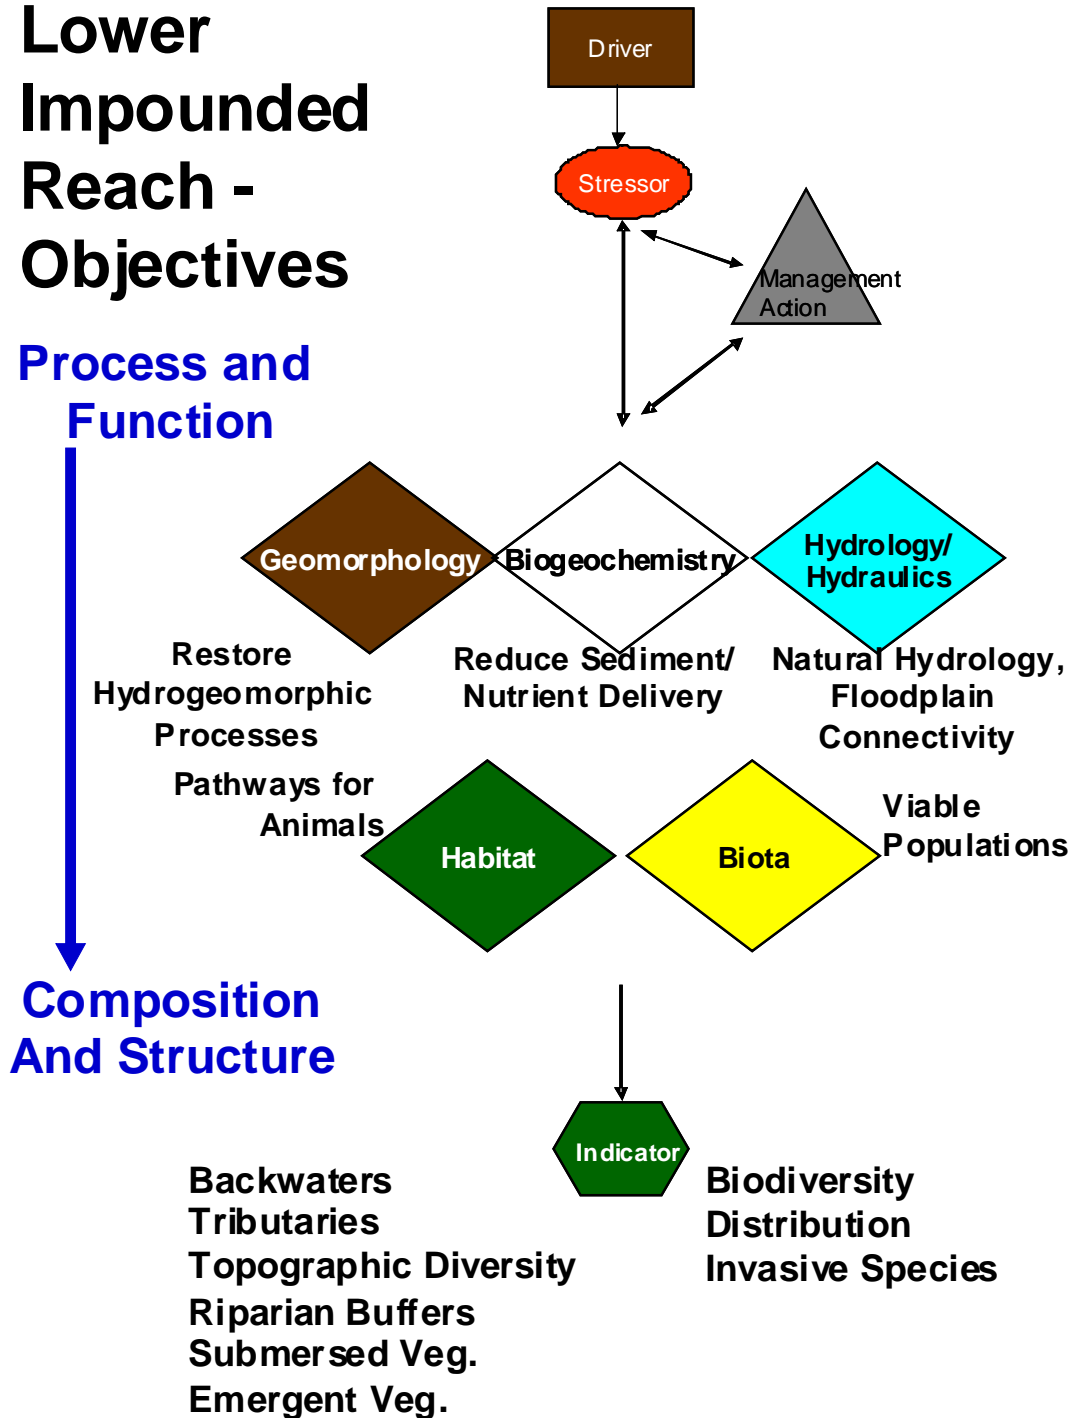 Lower
Impounded
Reach -
Objectives
Driver
Stressor
Management
Action
Process and
Function
Geomorphology
Biogeochemistry
Hydrology/
Hydraulics
Restore
Hydrogeomorphic
Processes
Reduce Sediment/
Nutrient Delivery
Natural Hydrology,
Floodplain
Connectivity
Pathways for
Animals
Habitat
Biota
Viable
Populations
Composition
And Structure
Indicator
Backwaters
Tributaries
Topographic Diversity
Riparian Buffers
Submersed Veg.
Emergent Veg.
Biodiversity
Distribution
Invasive Species